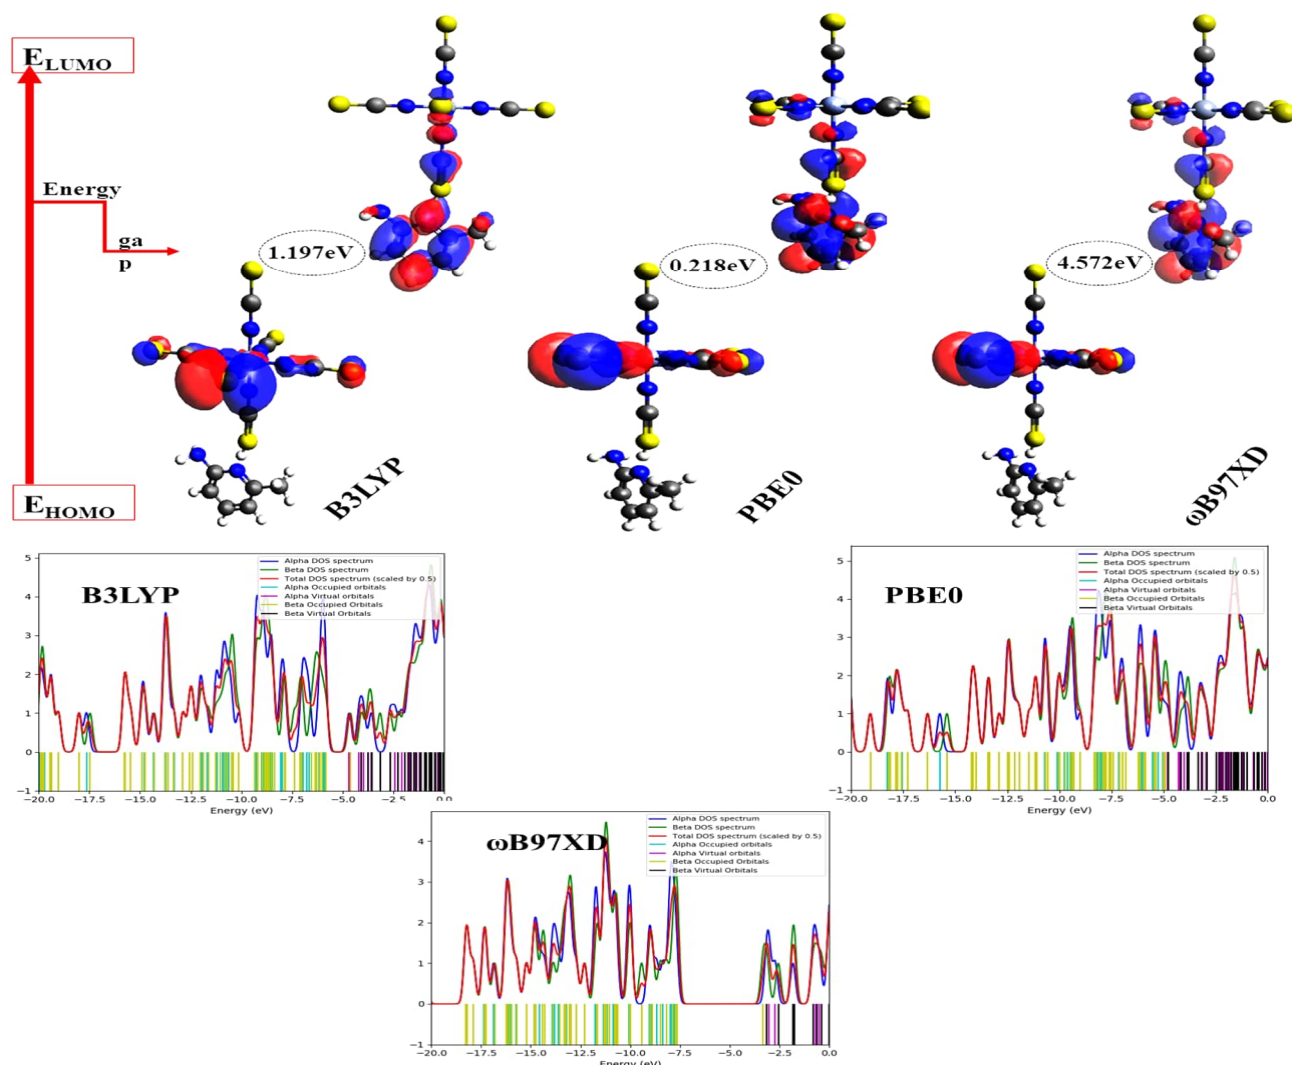 E_LUMO
Energy
ga
p
E_HOMO
1.197eV
0.218eV
4.572eV
B3LYP
PBE0
ωB97XD
B3LYP
Alpha DOS spectrum
Beta DOS spectrum
Total DOS spectrum (scaled by 0.5)
Alpha Occupied orbitals
Alpha Virtual orbitals
Beta Occupied Orbitals
Beta Virtual Orbitals
5
4
3
2
1
0
−1
−20.0 −17.5 −15.0 −12.5 −10.0 −7.5 −5.0 −2.5 0.0
Energy (eV)
PBE0
Alpha DOS spectrum
Beta DOS spectrum
Total DOS spectrum (scaled by 0.5)
Alpha Occupied orbitals
Alpha Virtual orbitals
Beta Occupied Orbitals
Beta Virtual Orbitals
5
4
3
2
1
0
−1
−20.0 −17.5 −15.0 −12.5 −10.0 −7.5 −5.0 −2.5 0.0
Energy (eV)
ωB97XD
Alpha DOS spectrum
Beta DOS spectrum
Total DOS spectrum (scaled by 0.5)
Alpha Occupied orbitals
Alpha Virtual orbitals
Beta Occupied Orbitals
Beta Virtual Orbitals
4
3
2
1
0
−1
−20.0 −17.5 −15.0 −12.5 −10.0 −7.5 −5.0 −2.5 0.0
Energy (eV)